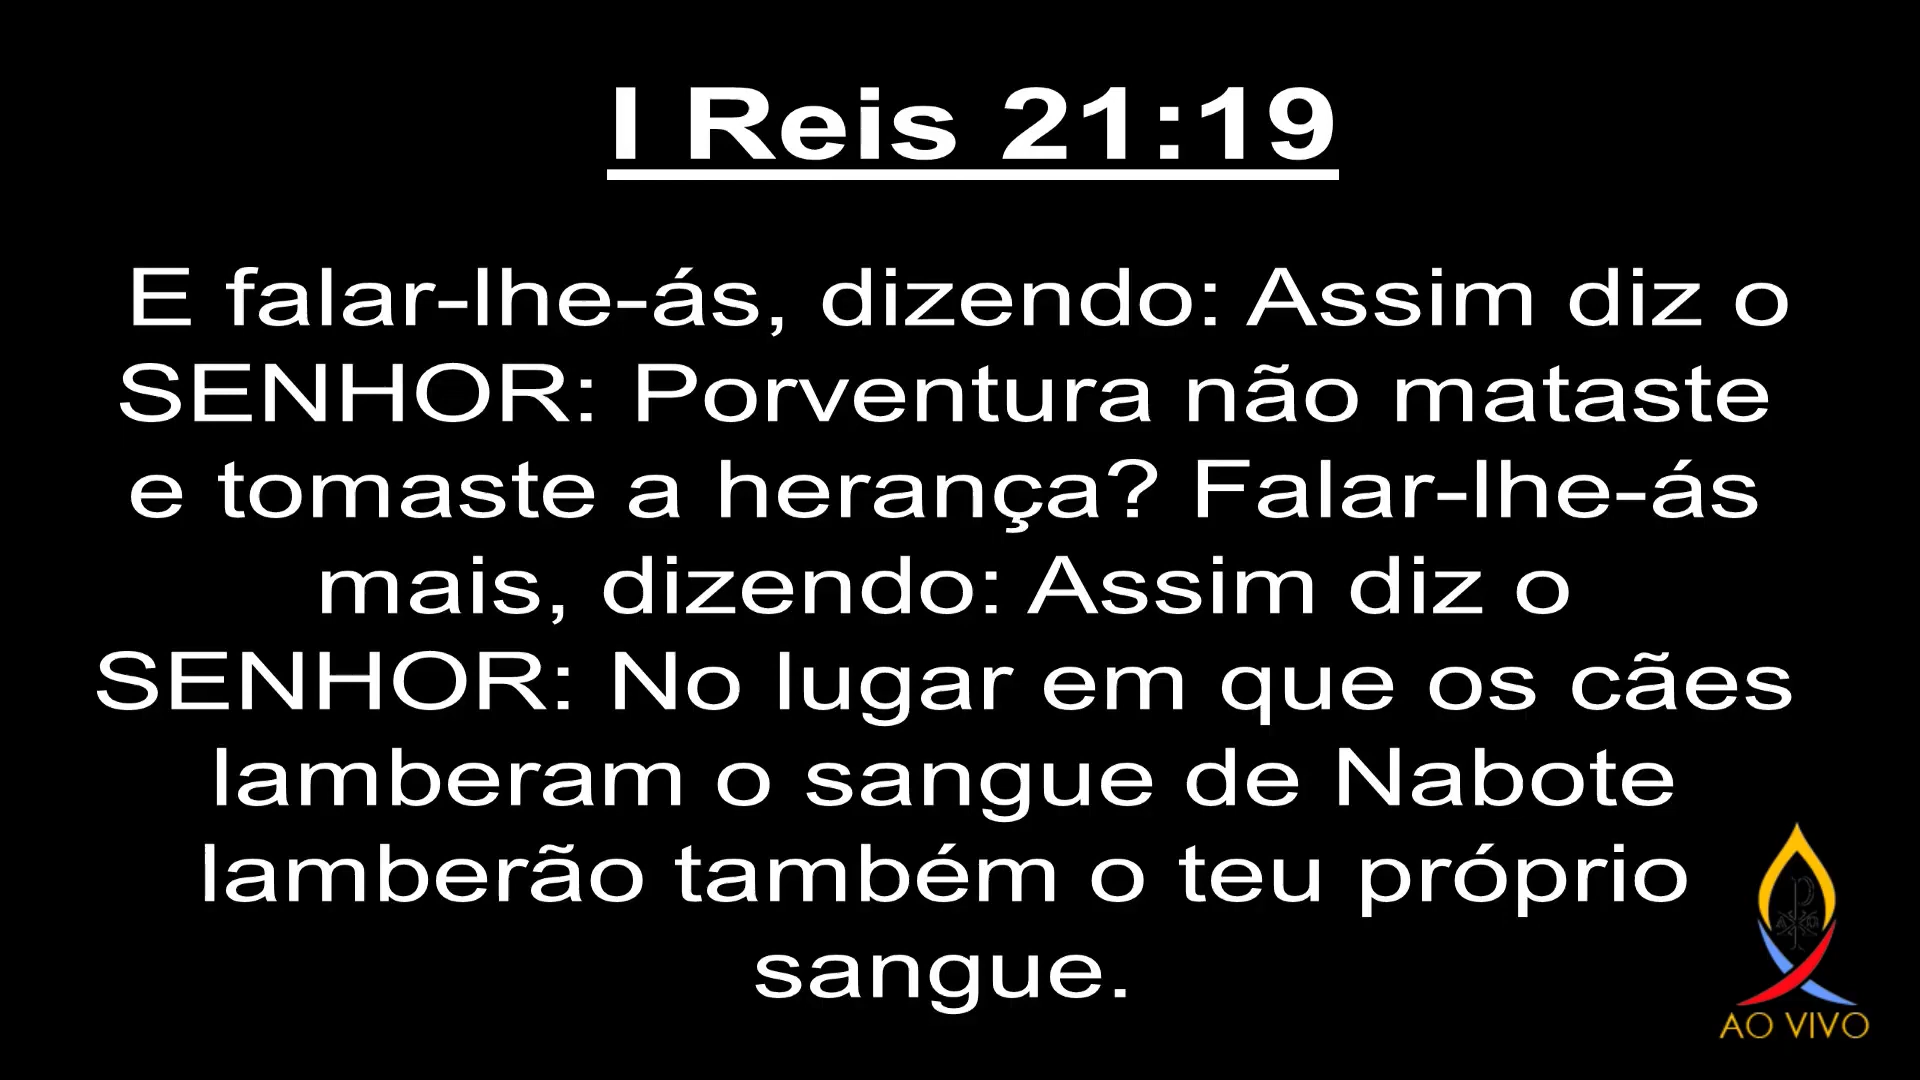 I Reis 21:19
E falar-lhe-ás, dizendo: Assim diz o
SENHOR: Porventura não mataste
e tomaste a herança? Falar-lhe-ás
mais, dizendo: Assim diz o
SENHOR: No lugar em que os cães
lamberam o sangue de Nabote
lamberão também o teu próprio
sangue.
AO VIVO